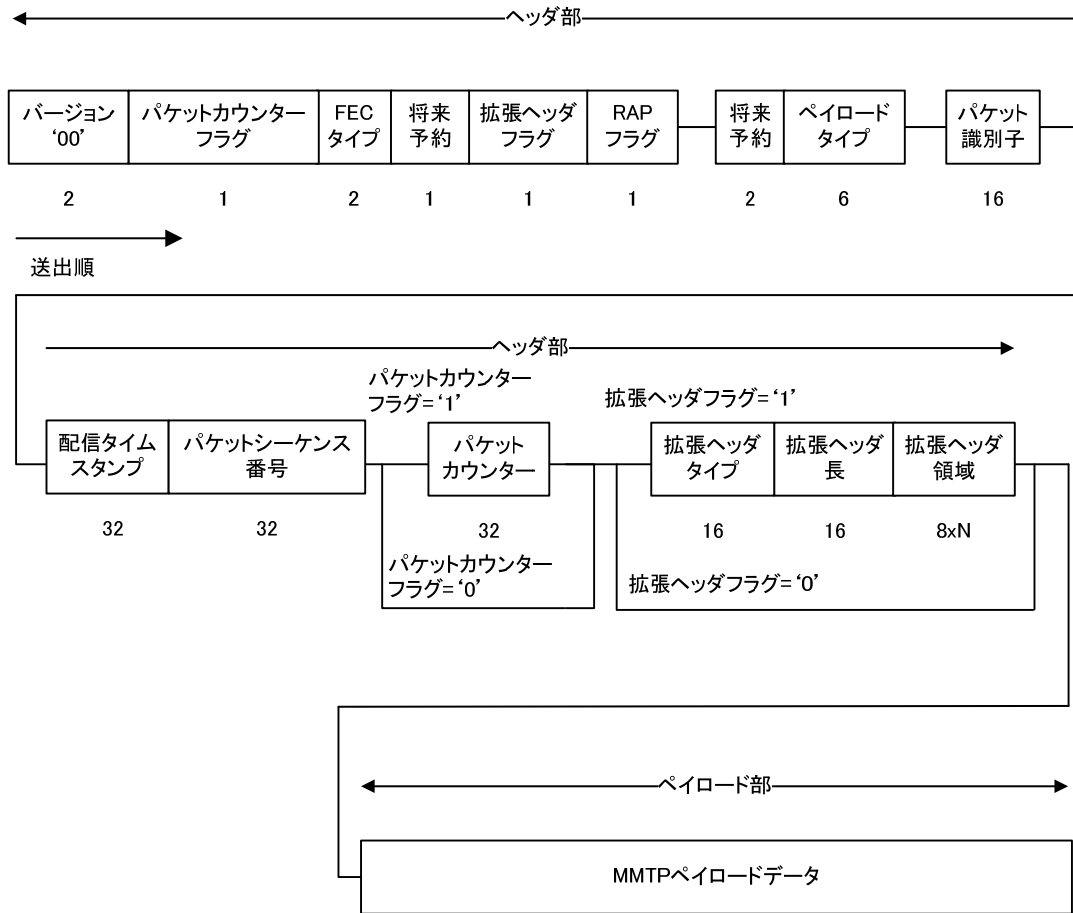 ヘッダ部
バージョン
‘00’
パケットカウンター
フラグ
FEC
タイプ
将来
予約
拡張ヘッダ
フラグ
RAP
フラグ
将来
予約
ペイロード
タイプ
パケット
識別子
2
1
2
1
1
1
2
6
16
送出順
ヘッダ部
パケットカウンター
フラグ=‘1’
拡張ヘッダフラグ=‘1’
配信タイム
スタンプ
パケットシーケンス
番号
パケット
カウンター
拡張ヘッダ
タイプ
拡張ヘッダ
長
拡張ヘッダ
領域
32
32
32
16
16
8xN
パケットカウンター
フラグ=‘0’
拡張ヘッダフラグ=‘0’
ペイロード部
MMTPペイロードデータ